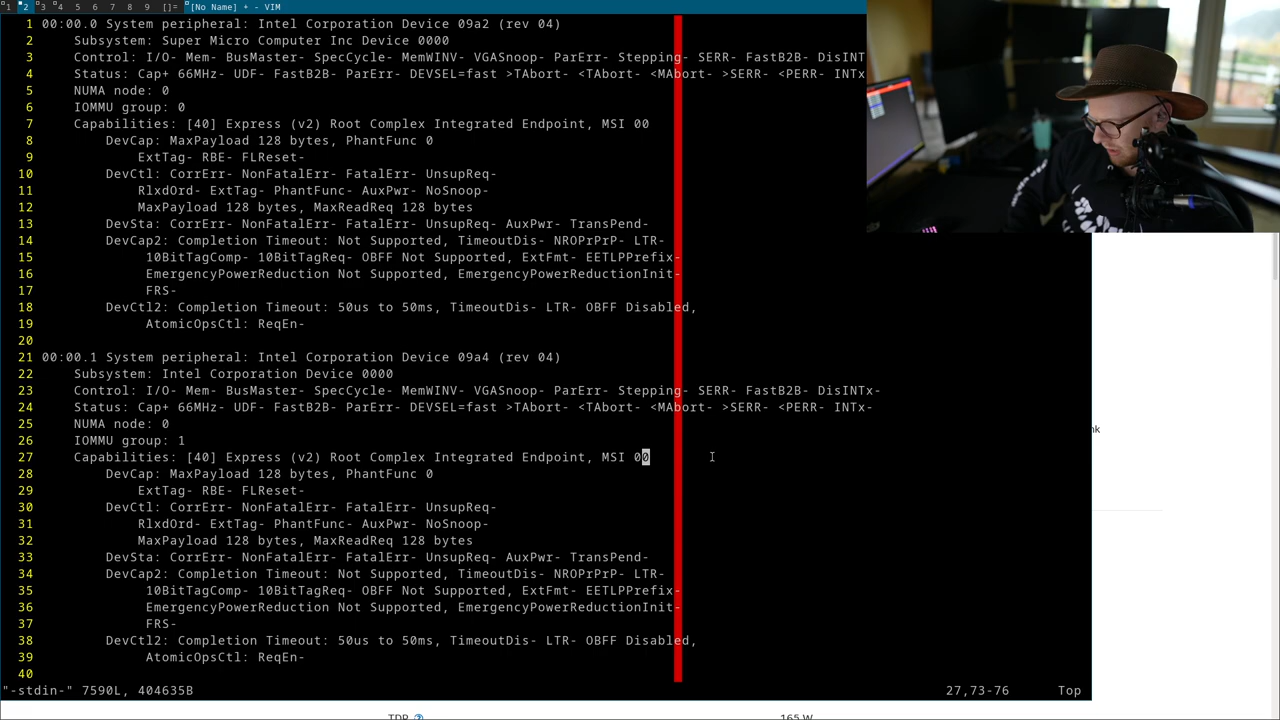 1 2 3 4 5 6 7 8 9 []= [No Name] + - VIM
1 00:00.0 System peripheral: Intel Corporation Device 09a2 (rev 04)
2 Subsystem: Super Micro Computer Inc Device 0000
3 Control: I/O- Mem- BusMaster- SpecCycle- MemWINV- VGASnoop- ParErr- Stepping- SERR- FastB2B- DisINT
4 Status: Cap+ 66MHz- UDF- FastB2B- ParErr- DEVSEL=fast >TAbort- <TAbort- <MAbort- >SERR- <PERR- INTx
5 NUMA node: 0
6 IOMMU group: 0
7 Capabilities: [40] Express (v2) Root Complex Integrated Endpoint, MSI 00
8 DevCap: MaxPayload 128 bytes, PhantFunc 0
9 ExtTag- RBE- FLReset-
10 DevCtl: CorrErr- NonFatalErr- FatalErr- UnsupReq-
11 RlxdOrd- ExtTag- PhantFunc- AuxPwr- NoSnoop-
12 MaxPayload 128 bytes, MaxReadReq 128 bytes
13 DevSta: CorrErr- NonFatalErr- FatalErr- UnsupReq- AuxPwr- TransPend-
14 DevCap2: Completion Timeout: Not Supported, TimeoutDis- NROPrPrP- LTR-
15 10BitTagComp- 10BitTagReq- OBFF Not Supported, ExtFmt- EETLPPrefix-
16 EmergencyPowerReduction Not Supported, EmergencyPowerReductionInit-
17 FRS-
18 DevCtl2: Completion Timeout: 50us to 50ms, TimeoutDis- LTR- OBFF Disabled,
19 AtomicOpsCtl: ReqEn-
20
21 00:00.1 System peripheral: Intel Corporation Device 09a4 (rev 04)
22 Subsystem: Intel Corporation Device 0000
23 Control: I/O- Mem- BusMaster- SpecCycle- MemWINV- VGASnoop- ParErr- Stepping- SERR- FastB2B- DisINTx-
24 Status: Cap+ 66MHz- UDF- FastB2B- ParErr- DEVSEL=fast >TAbort- <TAbort- <MAbort- >SERR- <PERR- INTx-
25 NUMA node: 0
26 IOMMU group: 1
27 Capabilities: [40] Express (v2) Root Complex Integrated Endpoint, MSI 00
28 DevCap: MaxPayload 128 bytes, PhantFunc 0
29 ExtTag- RBE- FLReset-
30 DevCtl: CorrErr- NonFatalErr- FatalErr- UnsupReq-
31 RlxdOrd- ExtTag- PhantFunc- AuxPwr- NoSnoop-
32 MaxPayload 128 bytes, MaxReadReq 128 bytes
33 DevSta: CorrErr- NonFatalErr- FatalErr- UnsupReq- AuxPwr- TransPend-
34 DevCap2: Completion Timeout: Not Supported, TimeoutDis- NROPrPrP- LTR-
35 10BitTagComp- 10BitTagReq- OBFF Not Supported, ExtFmt- EETLPPrefix-
36 EmergencyPowerReduction Not Supported, EmergencyPowerReductionInit-
37 FRS-
38 DevCtl2: Completion Timeout: 50us to 50ms, TimeoutDis- LTR- OBFF Disabled,
39 AtomicOpsCtl: ReqEn-
40
"-stdin-" 7590L, 404635B 27,73-76 Top
nk
TDP ? 165 W